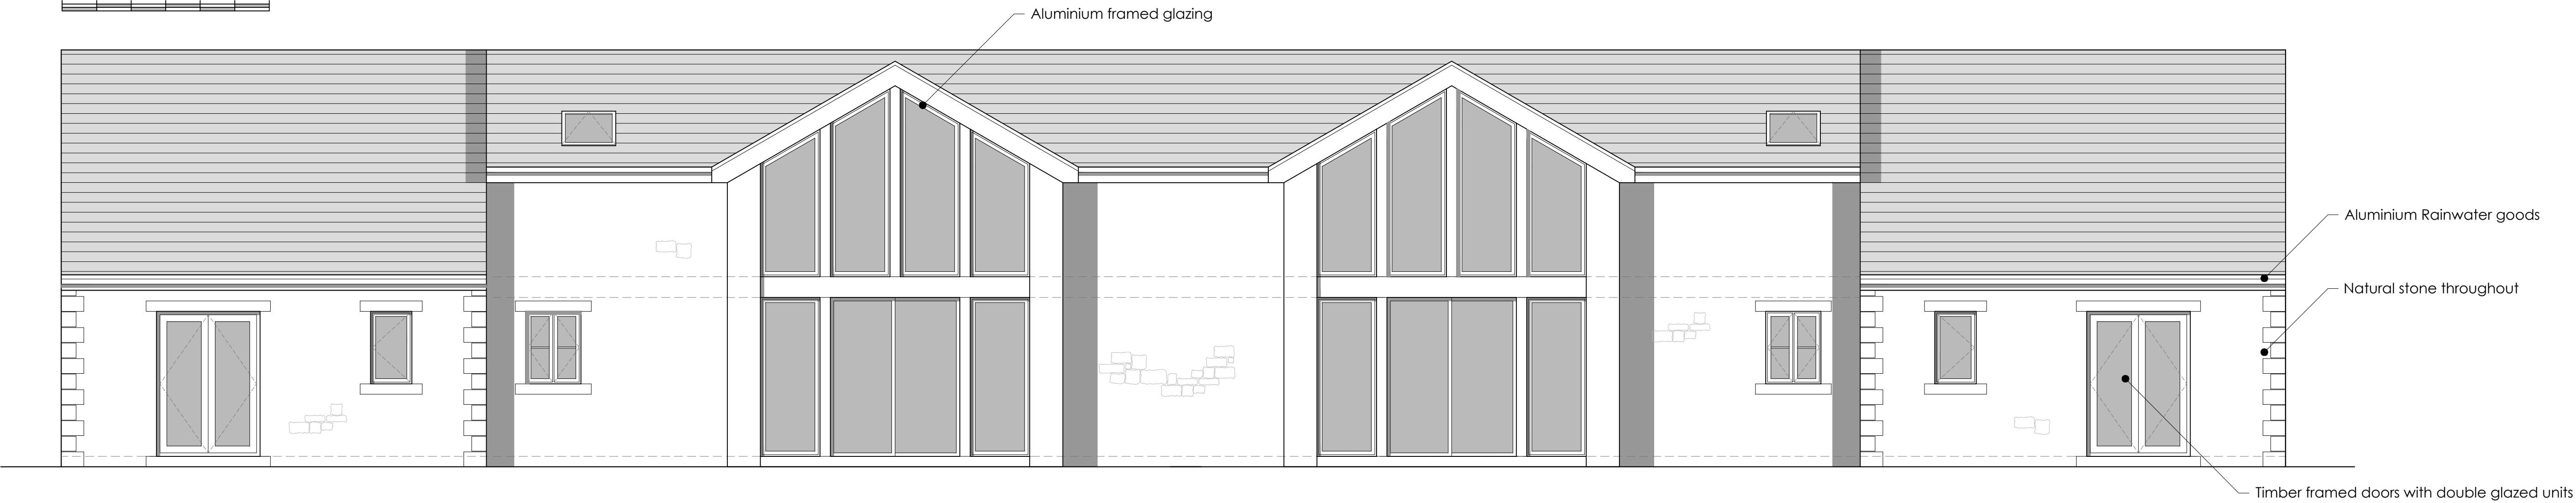 Aluminium framed glazing
Aluminium Rainwater goods
Natural stone throughout
Timber framed doors with double glazed units